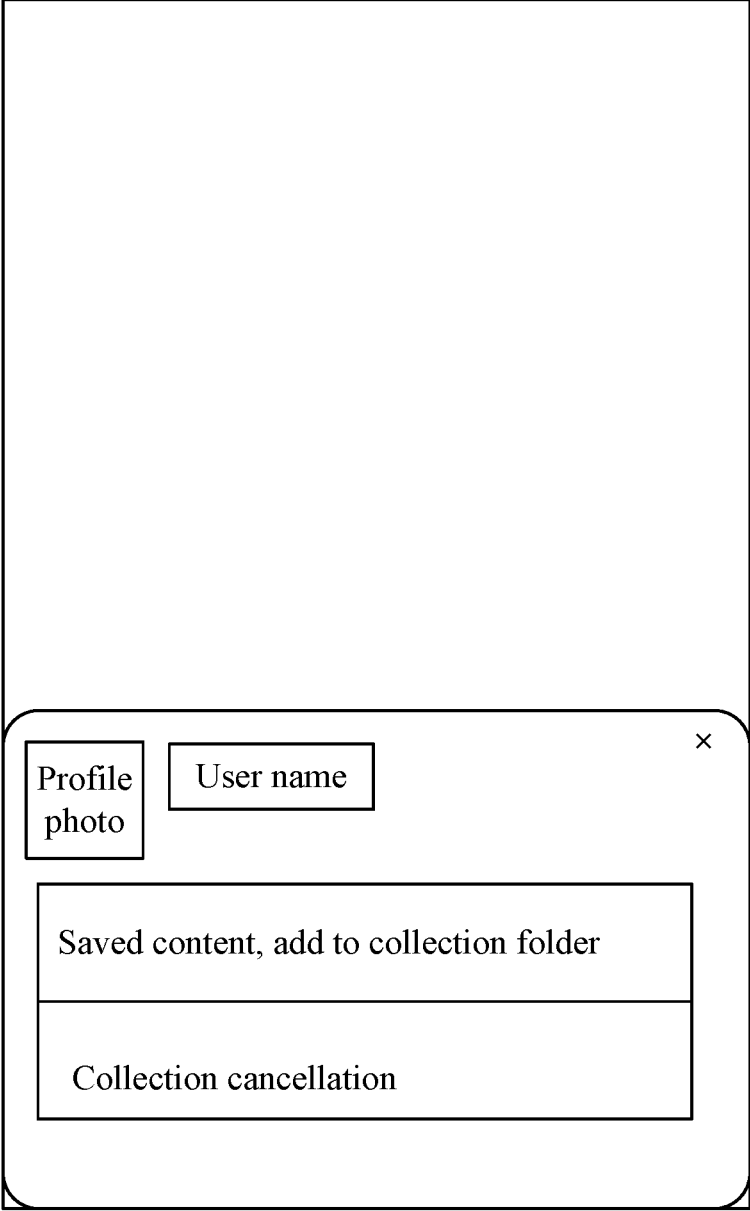 ×
Profile
photo
User name
Saved content, add to collection folder
Collection cancellation